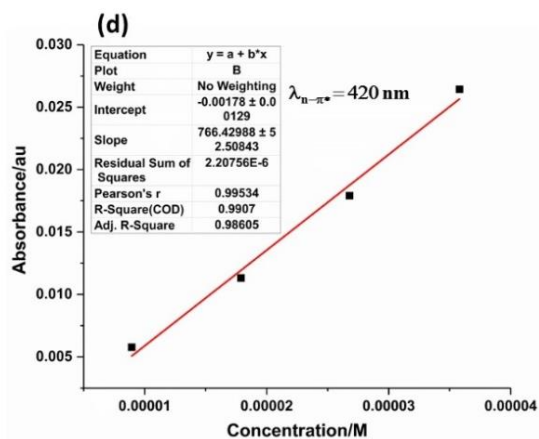 (d)
Equation y = a + b*x
Plot B
Weight No Weighting
Intercept -0.00178 ± 0.0
0129
Slope 766.42988 ± 5
2.50843
Residual Sum of
Squares 2.20756E-6
Pearson's r 0.99534
R-Square(COD) 0.9907
Adj. R-Square 0.98605
λn−π* = 420 nm
0.030
0.025
0.020
0.015
0.010
0.005
Absorbance/au
0.00001 0.00002 0.00003 0.00004
Concentration/M